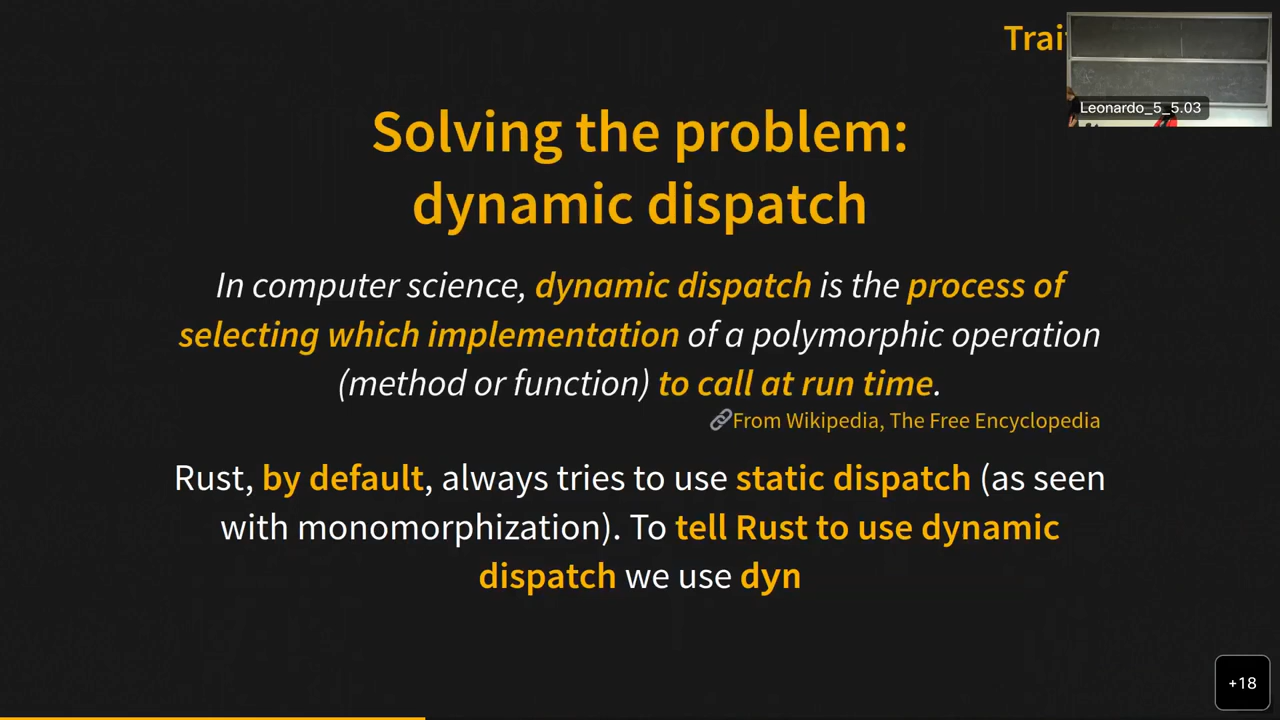 Trai
Leonardo_5_5.03
Solving the problem:
dynamic dispatch
In computer science, dynamic dispatch is the process of
selecting which implementation of a polymorphic operation
(method or function) to call at run time.
From Wikipedia, The Free Encyclopedia
Rust, by default, always tries to use static dispatch (as seen
with monomorphization). To tell Rust to use dynamic
dispatch we use dyn
+18